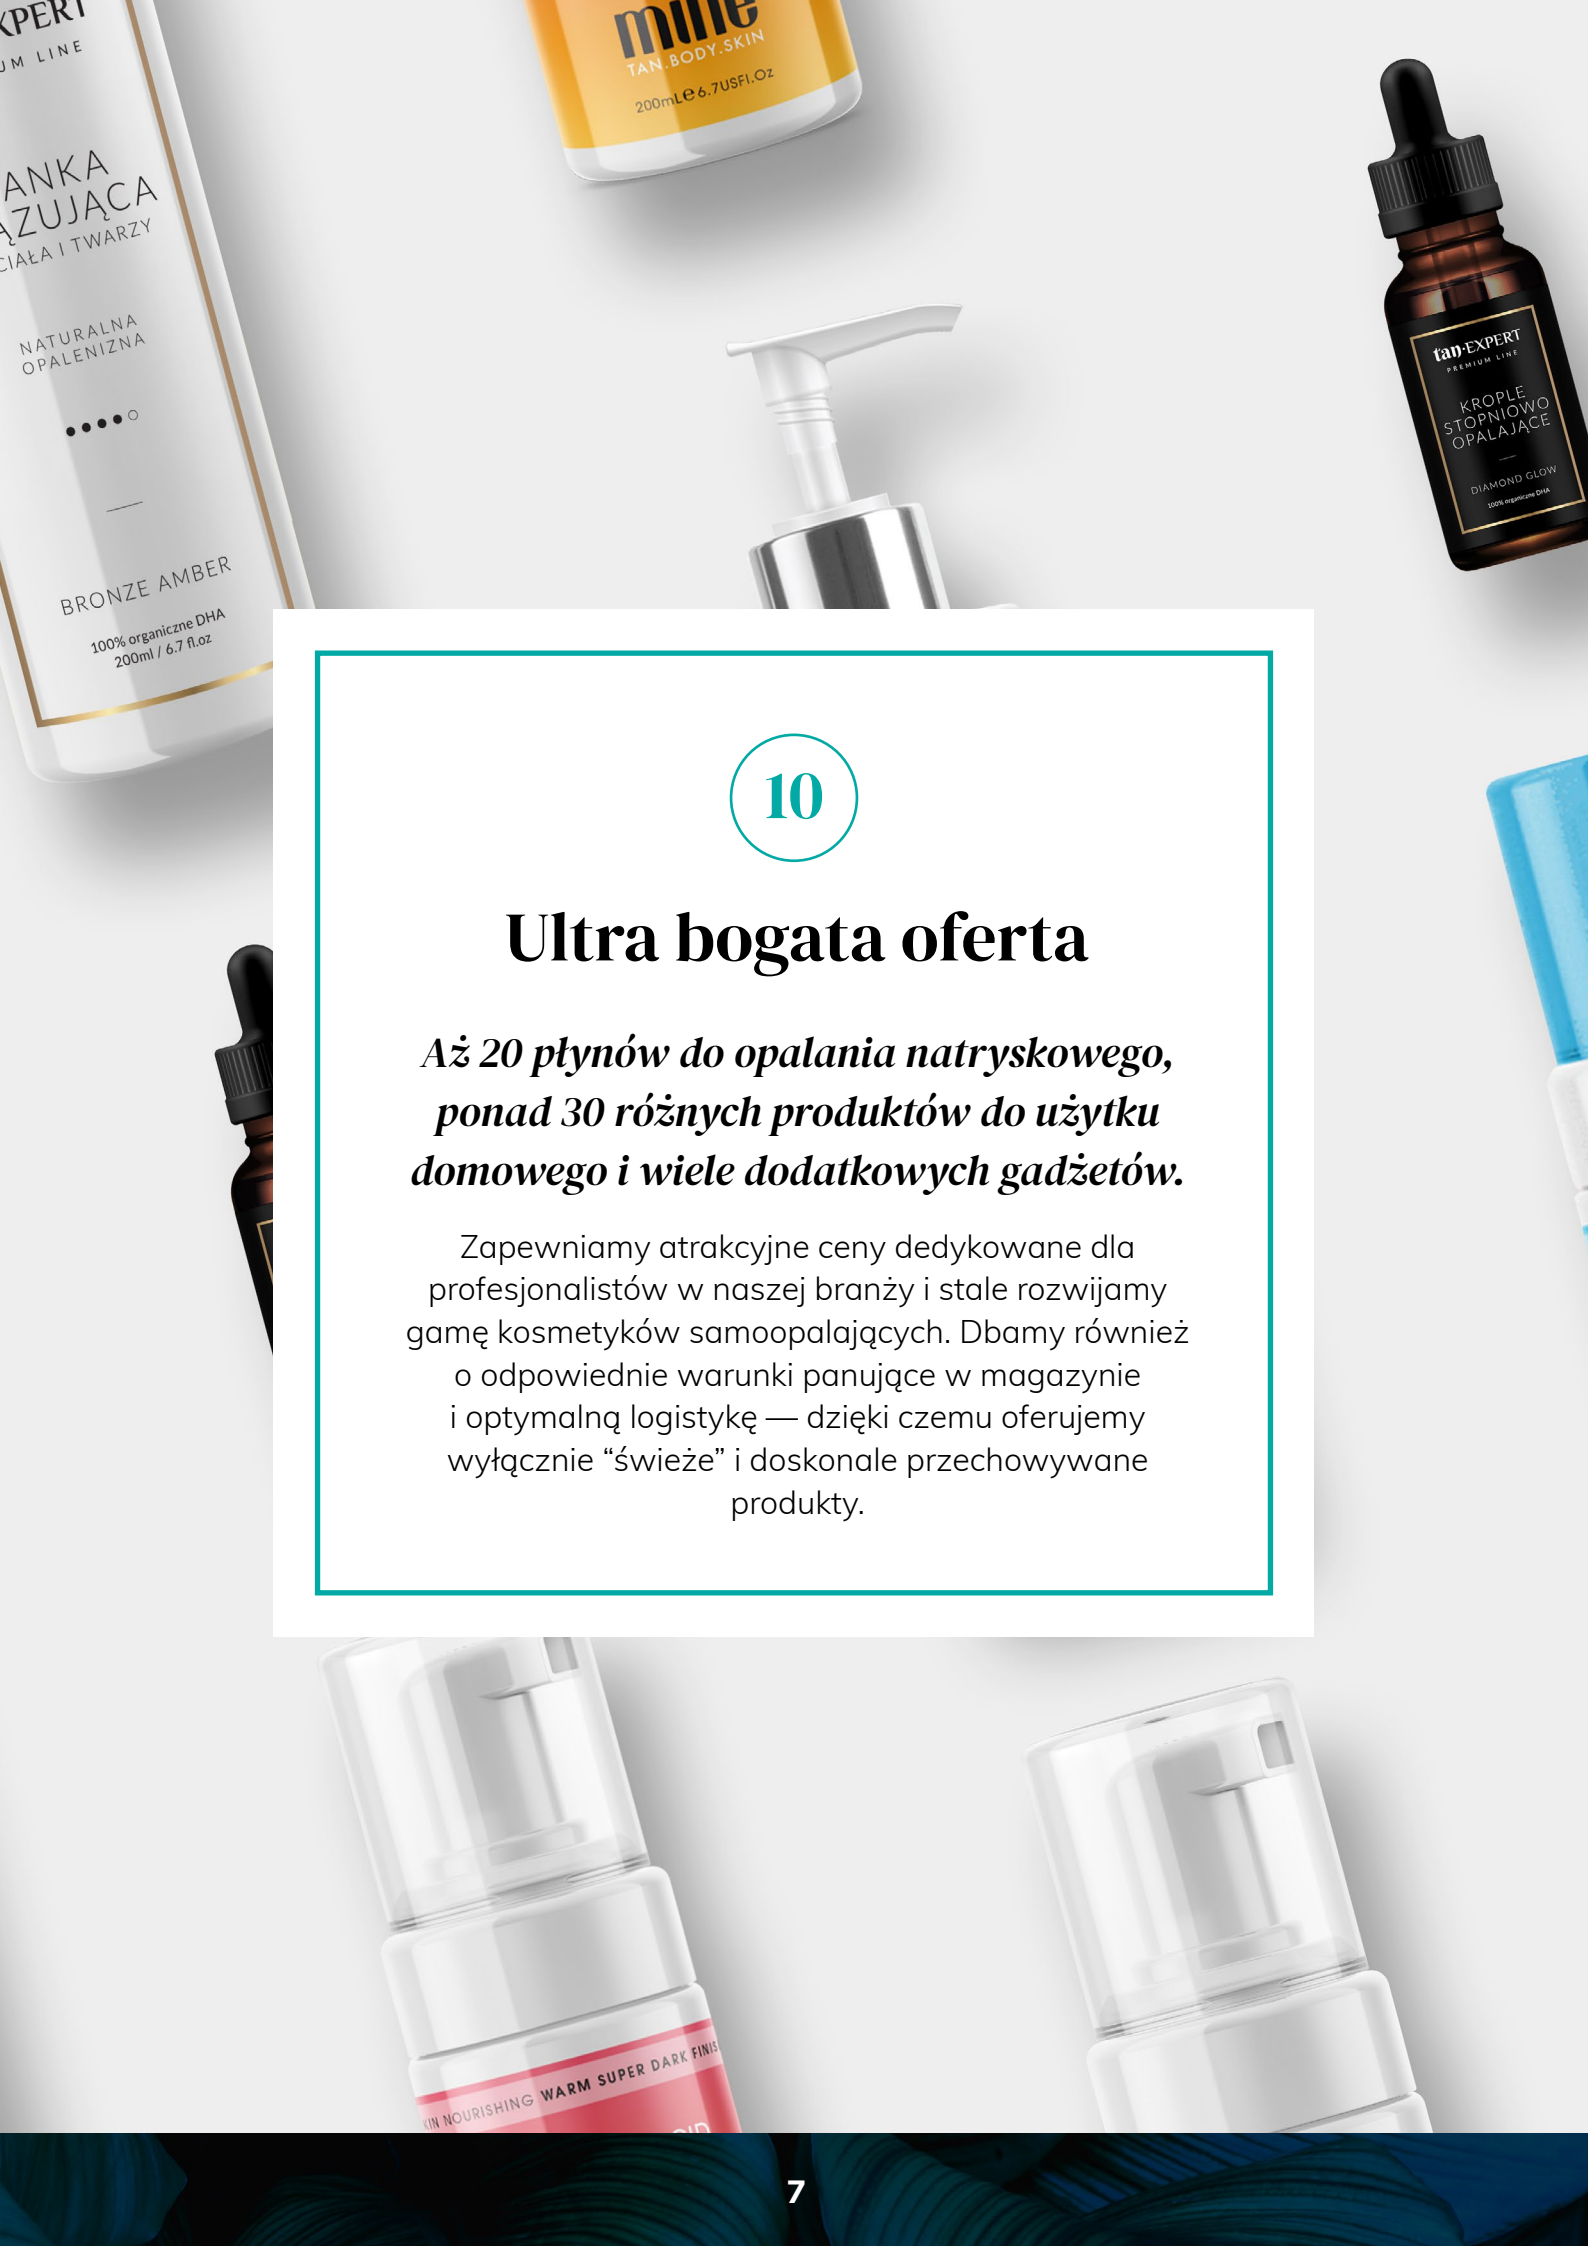 mine
TAN.BODY.SKIN
200mLe6.7USFl.Oz
XPERT
UM LINE
ANKA
ĄZUJĄCA
CIAŁA I TWARZY
NATURALNA
OPALENIZNA
BRONZE AMBER
100% organiczne DHA
200ml / 6.7 fl.oz
tan·EXPERT
PREMIUM LINE
KROPLE
STOPNIOWO
OPALAJĄCE
DIAMOND GLOW
100% organiczne DHA
10
Ultra bogata oferta
Aż 20 płynów do opalania natryskowego,
ponad 30 różnych produktów do użytku
domowego i wiele dodatkowych gadżetów.
Zapewniamy atrakcyjne ceny dedykowane dla
profesjonalistów w naszej branży i stale rozwijamy
gamę kosmetyków samoopalających. Dbamy również
o odpowiednie warunki panujące w magazynie
i optymalną logistykę — dzięki czemu oferujemy
wyłącznie “świeże” i doskonale przechowywane
produkty.
KIN NOURISHING WARM SUPER DARK FINIS
7